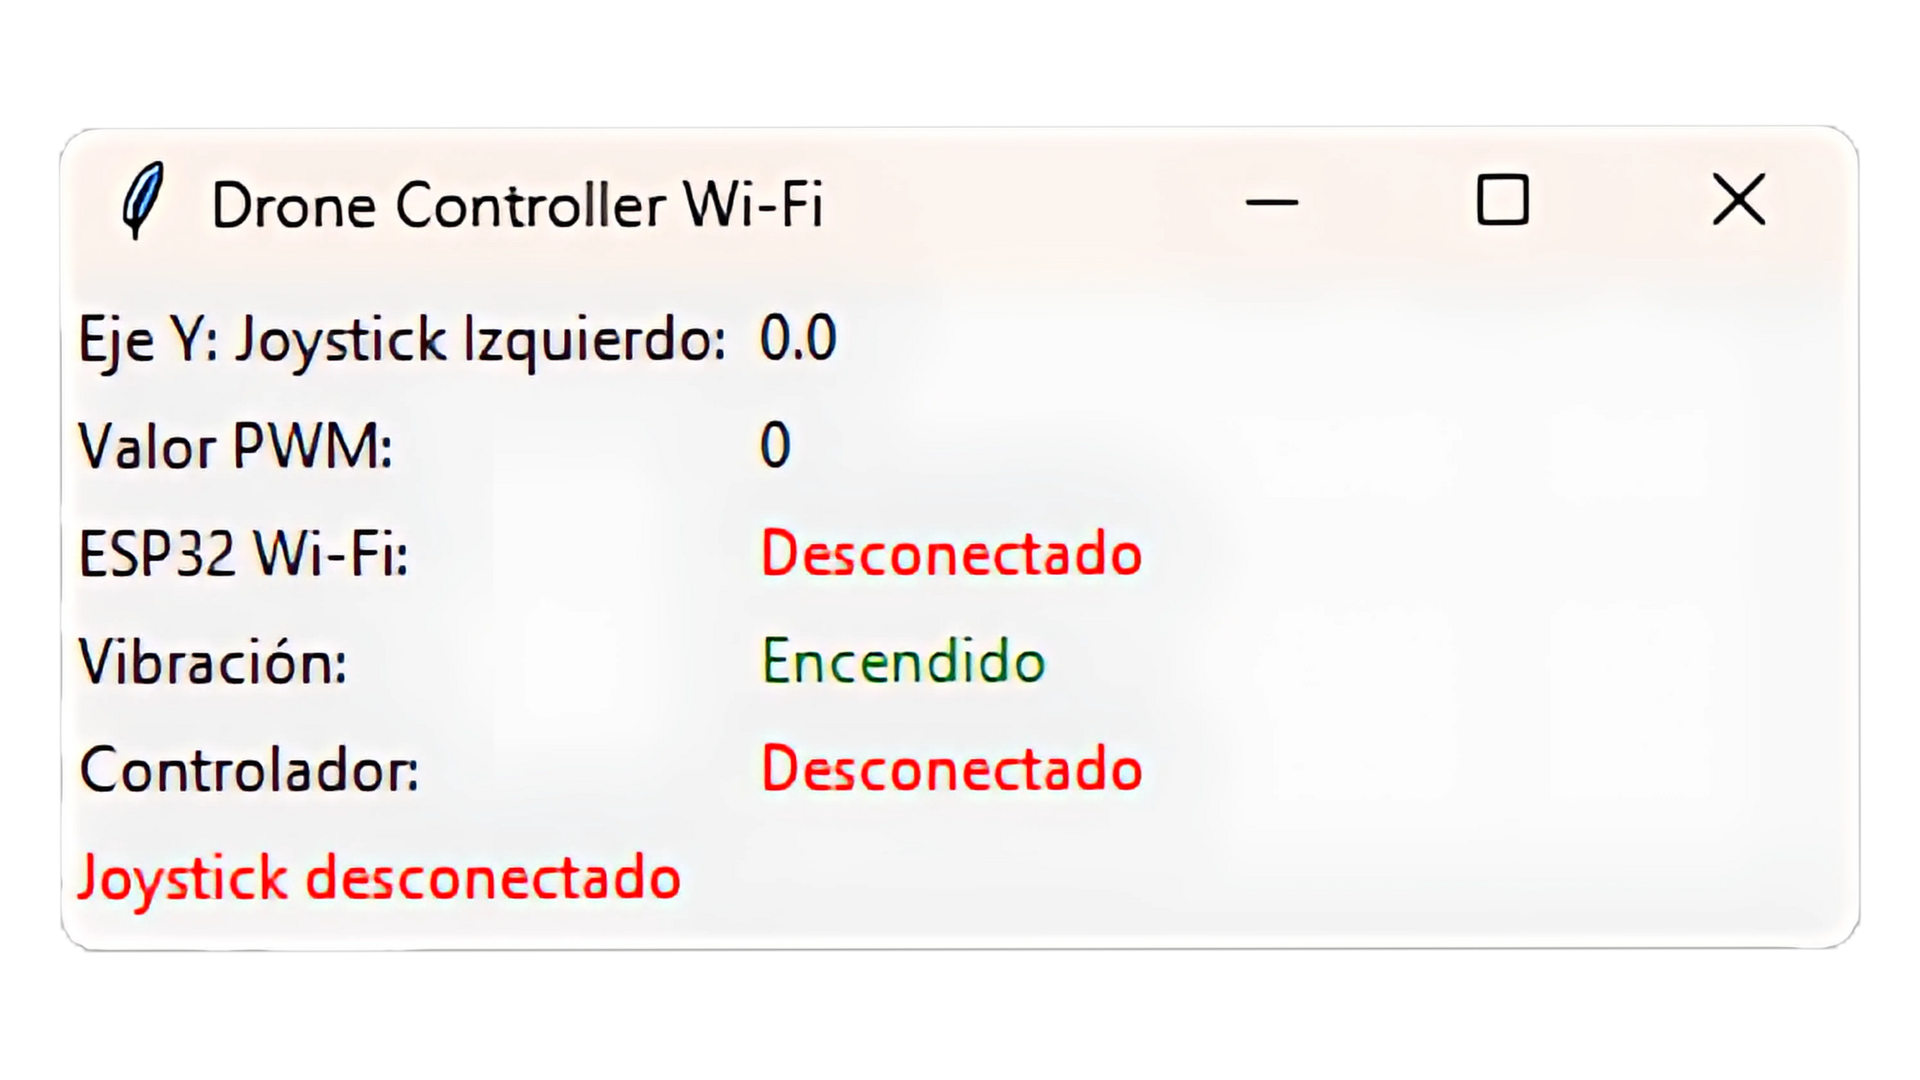 Drone Controller Wi-Fi
Eje Y: Joystick Izquierdo: 0.0
Valor PWM: 0
ESP32 Wi-Fi: Desconectado
Vibración: Encendido
Controlador: Desconectado
Joystick desconectado